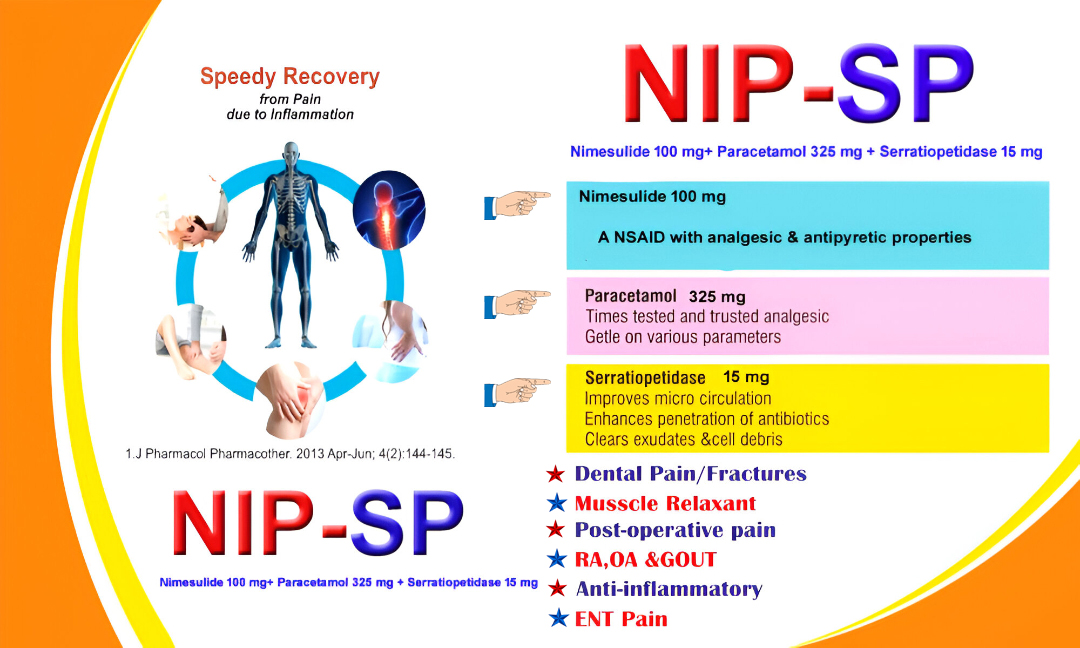 Speedy Recovery
from Pain
due to Inflammation
1.J Pharmacol Pharmacother. 2013 Apr-Jun; 4(2):144-145.
NIP-SP
Nimesulide 100 mg+ Paracetamol 325 mg + Serratiopetidase 15 mg
NIP-SP
Nimesulide 100 mg+ Paracetamol 325 mg + Serratiopetidase 15 mg
Nimesulide 100 mg
A NSAID with analgesic & antipyretic properties
Paracetamol 325 mg
Times tested and trusted analgesic
Getle on various parameters
Serratiopetidase 15 mg
Improves micro circulation
Enhances penetration of antibiotics
Clears exudates &cell debris
Dental Pain/Fractures
Musscle Relaxant
Post-operative pain
RA,OA &GOUT
Anti-inflammatory
ENT Pain